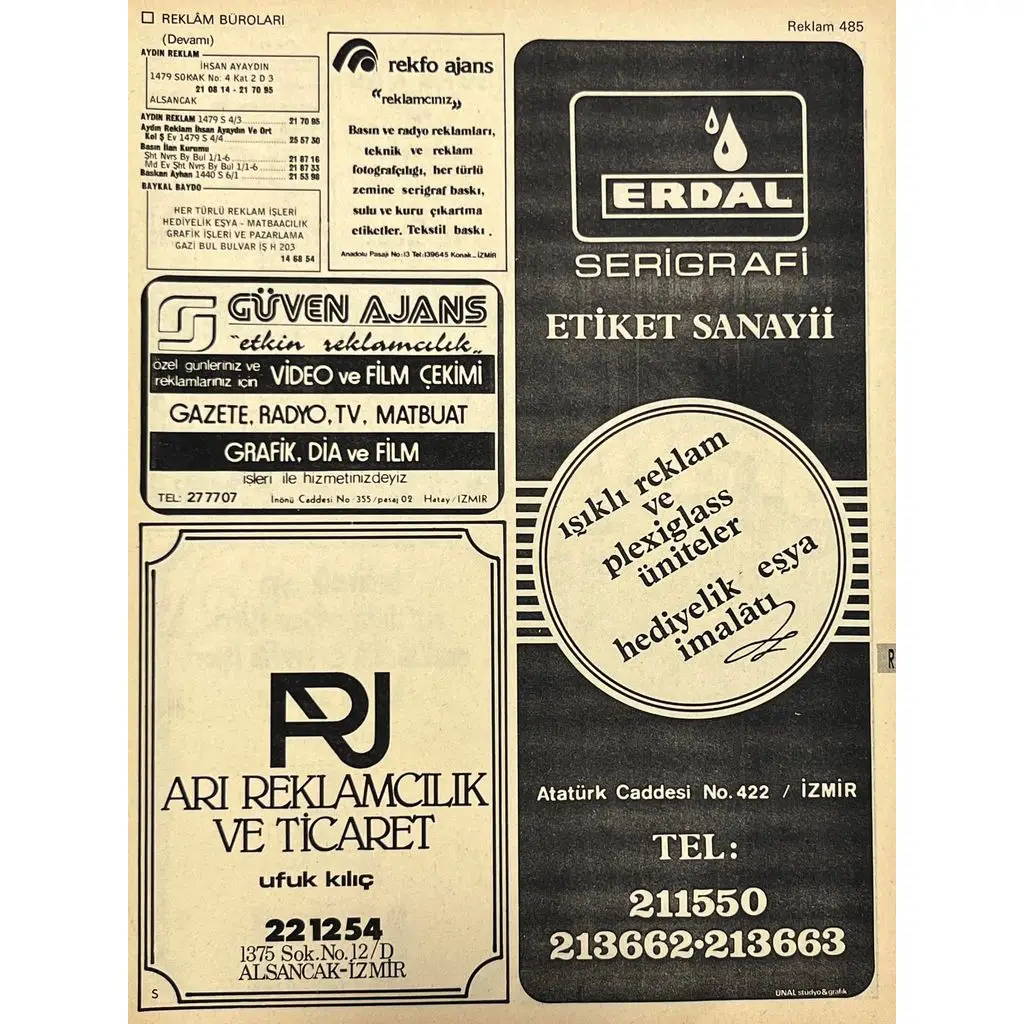 ☐ REKLÂM BÜROLARI
(Devamı)
Reklam 485
AYDIN REKLAM
İHSAN AYAYDIN
1479 SOKAK No: 4 Kat 2 D 3
21 08 14 - 21 70 95
ALSANCAK
AYDIN REKLAM 1479 S 4/3 ............ 21 70 95
Aydın Reklam İhsan Ayaydın Ve Ort
Kol Ş Ev 1479 S 4/4 ............ 25 57 30
Basın İlan Kurumu
Şht Nvrs By Bul 1/1-6 ............ 21 87 16
Md Ev Şht Nvrs By Bul 1/1-6 ...... 21 87 33
Baskan Ayhan 1440 S 6/1 ............ 21 53 98
BAYKAL BAYDO
HER TÜRLÜ REKLAM İŞLERİ
HEDİYELİK EŞYA - MATBAACILIK
GRAFİK İŞLERİ VE PAZARLAMA
GAZİ BUL BULVAR İŞ H 203
14 68 54
rekfo ajans
“reklamcınız„
Basın ve radyo reklamları,
teknik ve reklam
fotografçılığı, her türlü
zemine serigraf baskı,
sulu ve kuru çıkartma
etiketler. Tekstil baskı .
Anadolu Pasajı No:13 Tel:139645 Konak_İZMİR
GÜVEN AJANS
“etkin reklamcılık„
özel günleriniz ve
reklamlarınız için VİDEO ve FİLM ÇEKİMİ
GAZETE, RADYO, TV, MATBUAT
GRAFİK, DİA ve FİLM
işleri ile hizmetinizdeyiz
TEL: 27 77 07 İnönü Caddesi No 355/pasaj 02 Hatay/İZMİR
ARJ
ARI REKLAMCILIK
VE TİCARET
ufuk kılıç
221254
1375 Sok. No. 12/D
ALSANCAK-İZMİR
S
ERDAL
SERİGRAFİ
ETİKET SANAYİİ
ışıklı reklam
ve
plexiglass
üniteler
hediyelik eşya
imalâtı
Atatürk Caddesi No. 422 / İZMİR
TEL:
211550
213662·213663
ÜNAL stüdyo & grafik
R